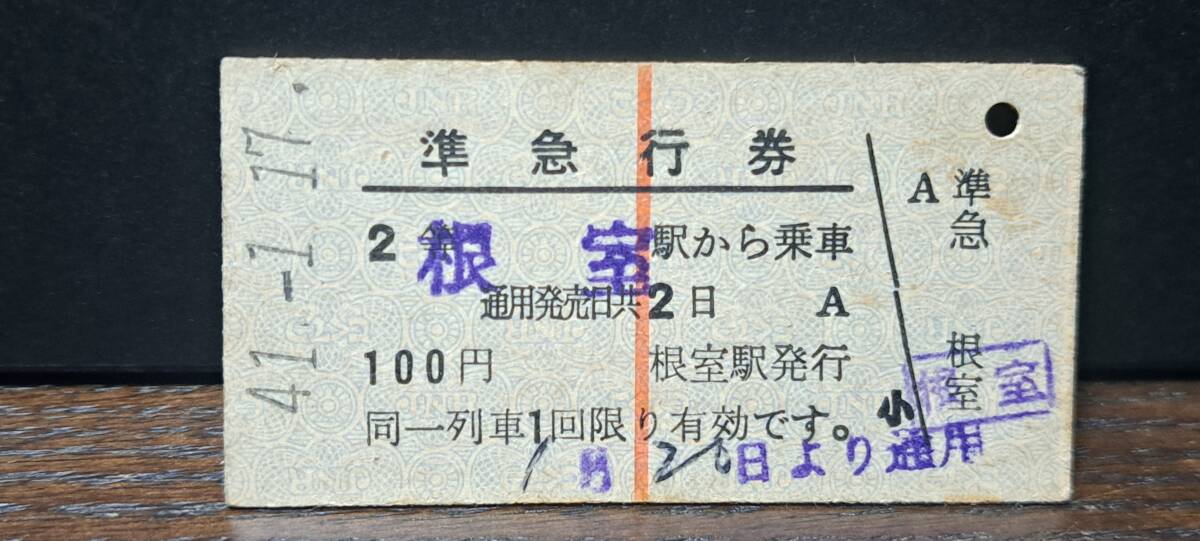 41.-1.17.
準急行券
2等 根室駅から乗車
通用発売日共2日 A
100円 根室駅発行
同一列車1回限り有効です。
1月 日より通用
A 準急 根室
小
根室